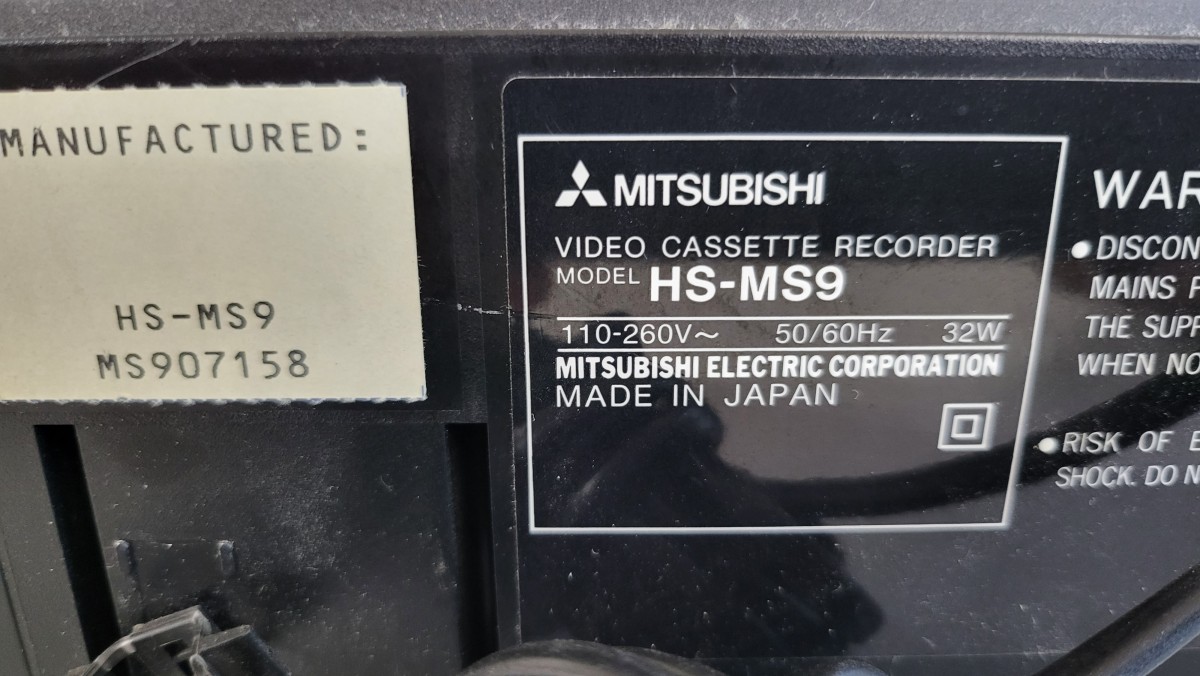 MANUFACTURED:
HS-MS9
MS907158
MITSUBISHI
VIDEO CASSETTE RECORDER
MODEL HS-MS9
110-260V~ 50/60Hz 32W
MITSUBISHI ELECTRIC CORPORATION
MADE IN JAPAN
WAR
●DISCON
MAINS P
THE SUPP
WHEN NO
●RISK OF E
SHOCK. DO N